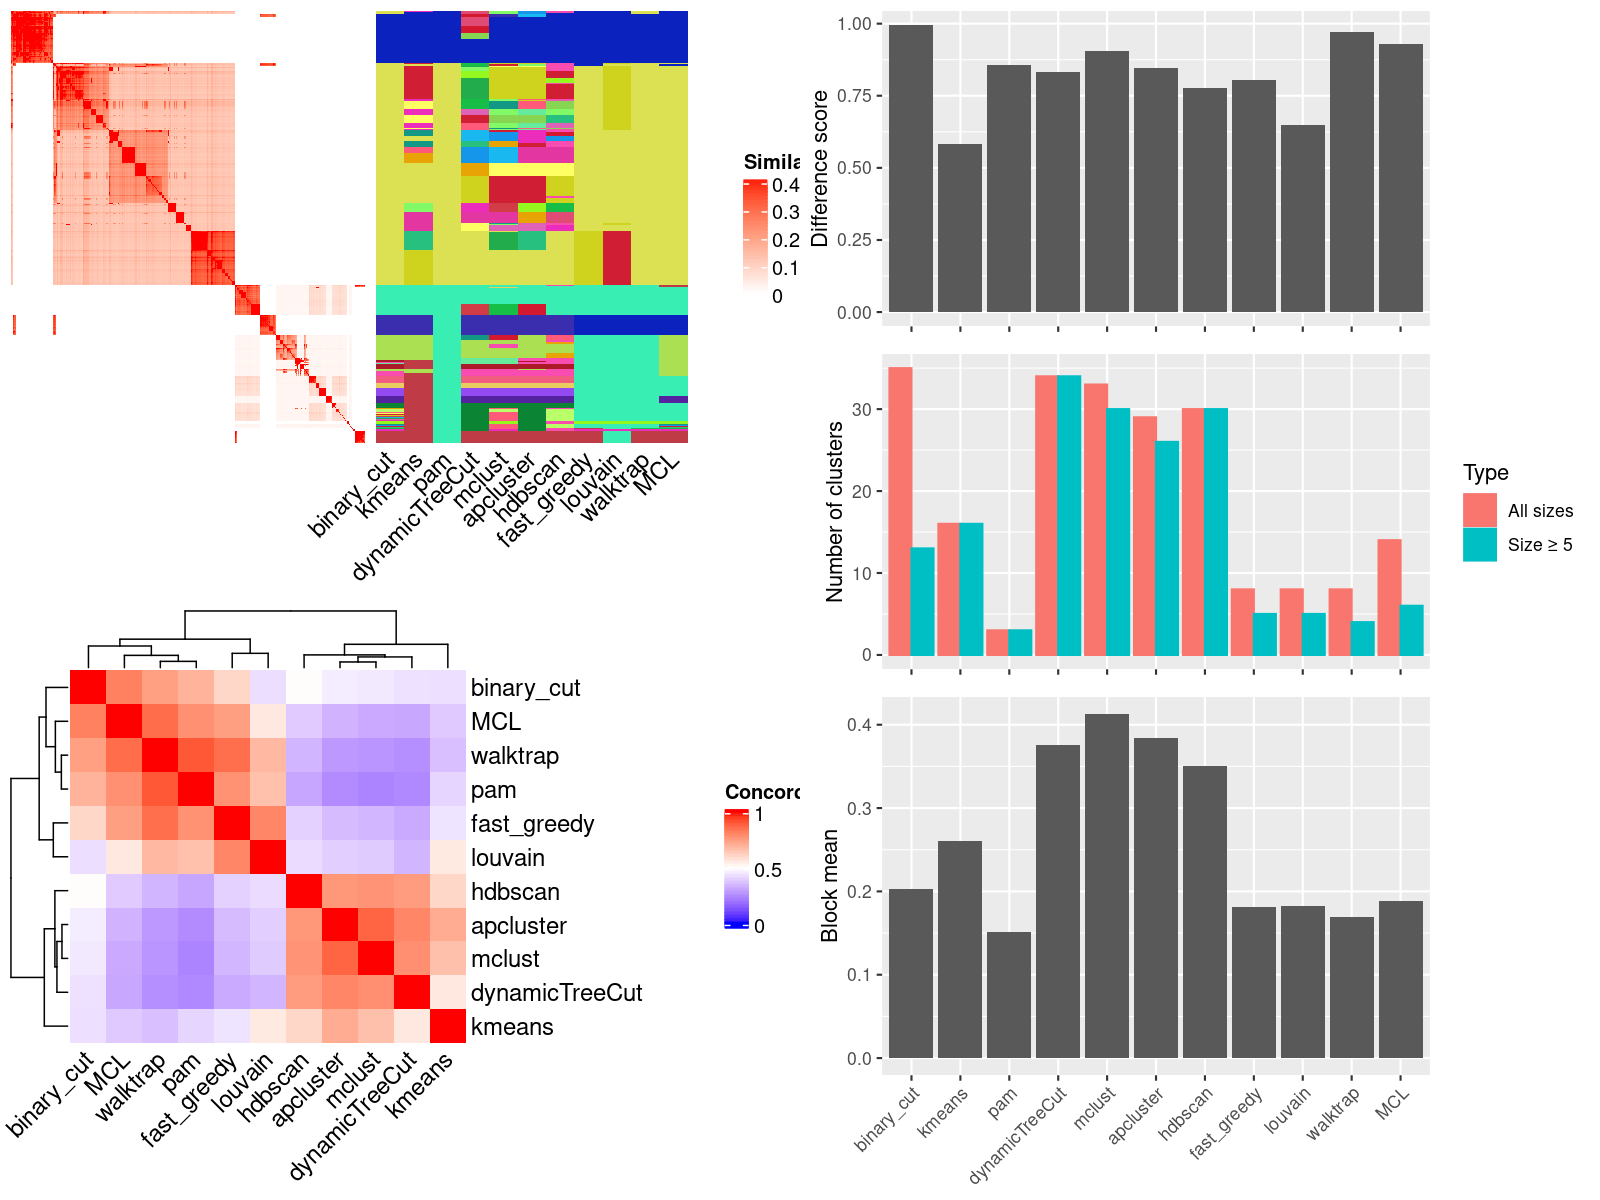 Simila
0.4
0.3
0.2
0.1
0
binary_cut
kmeans
pam
dynamicTreeCut
mclust
apcluster
hdbscan
fast_greedy
louvain
walktrap
MCL
binary_cut
MCL
walktrap
pam
fast_greedy
louvain
hdbscan
apcluster
mclust
dynamicTreeCut
kmeans
binary_cut
MCL
walktrap
pam
fast_greedy
louvain
hdbscan
apcluster
mclust
dynamicTreeCut
kmeans
Concord
1
0.5
0
Difference score
1.00
0.75
0.50
0.25
0.00
Number of clusters
30
20
10
0
Type
All sizes
Size ≥ 5
Block mean
0.4
0.3
0.2
0.1
0.0
binary_cut
kmeans
pam
dynamicTreeCut
mclust
apcluster
hdbscan
fast_greedy
louvain
walktrap
MCL